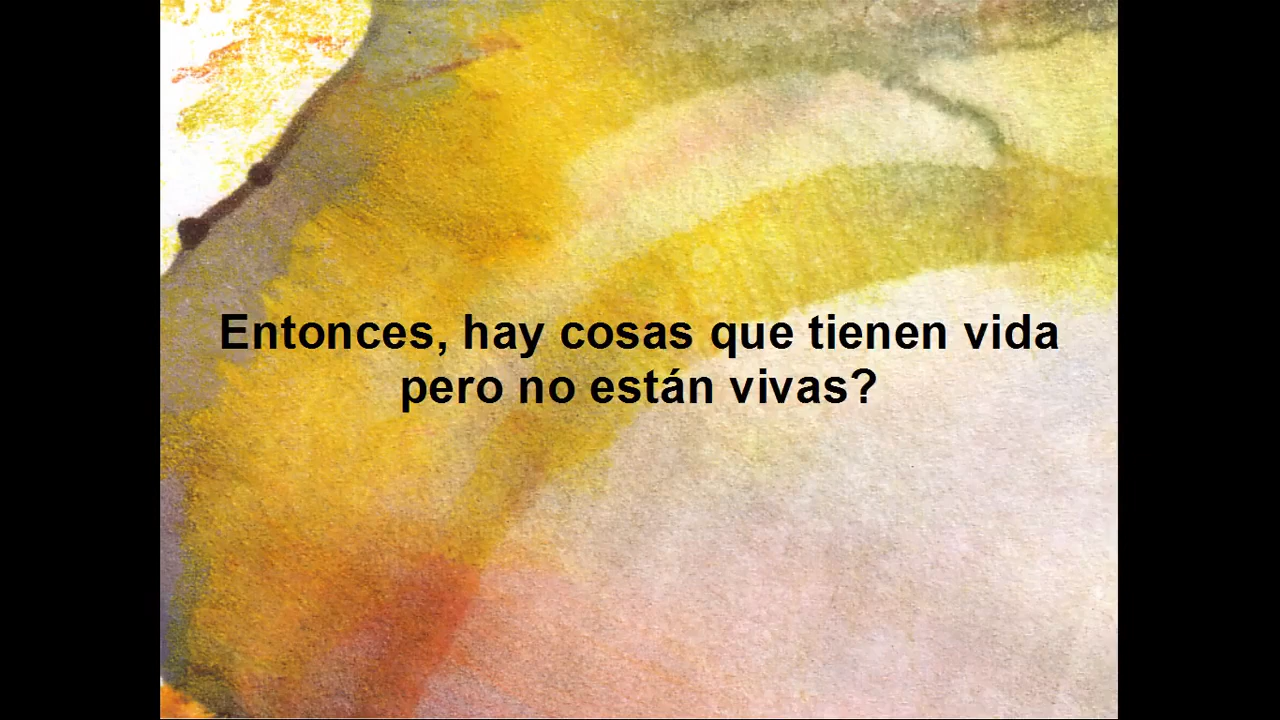 Entonces, hay cosas que tienen vida
pero no están vivas?